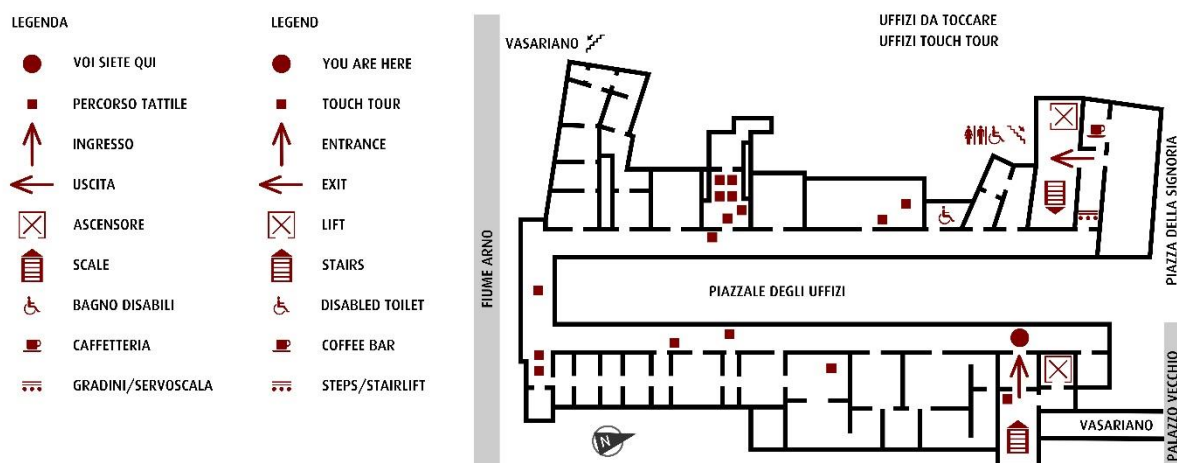 LEGENDA
VOI SIETE QUI
PERCORSO TATTILE
INGRESSO
USCITA
ASCENSORE
SCALE
BAGNO DISABILI
CAFFETTERIA
GRADINI/SERVOSCALA
LEGEND
YOU ARE HERE
TOUCH TOUR
ENTRANCE
EXIT
LIFT
STAIRS
DISABLED TOILET
COFFEE BAR
STEPS/STAIRLIFT
UFFIZI DA TOCCARE
UFFIZI TOUCH TOUR
VASARIANO
FIUME ARNO
PIAZZALE DEGLI UFFIZI
PIAZZA DELLA SIGNORIA
PALAZZO VECCHIO
VASARIANO
N